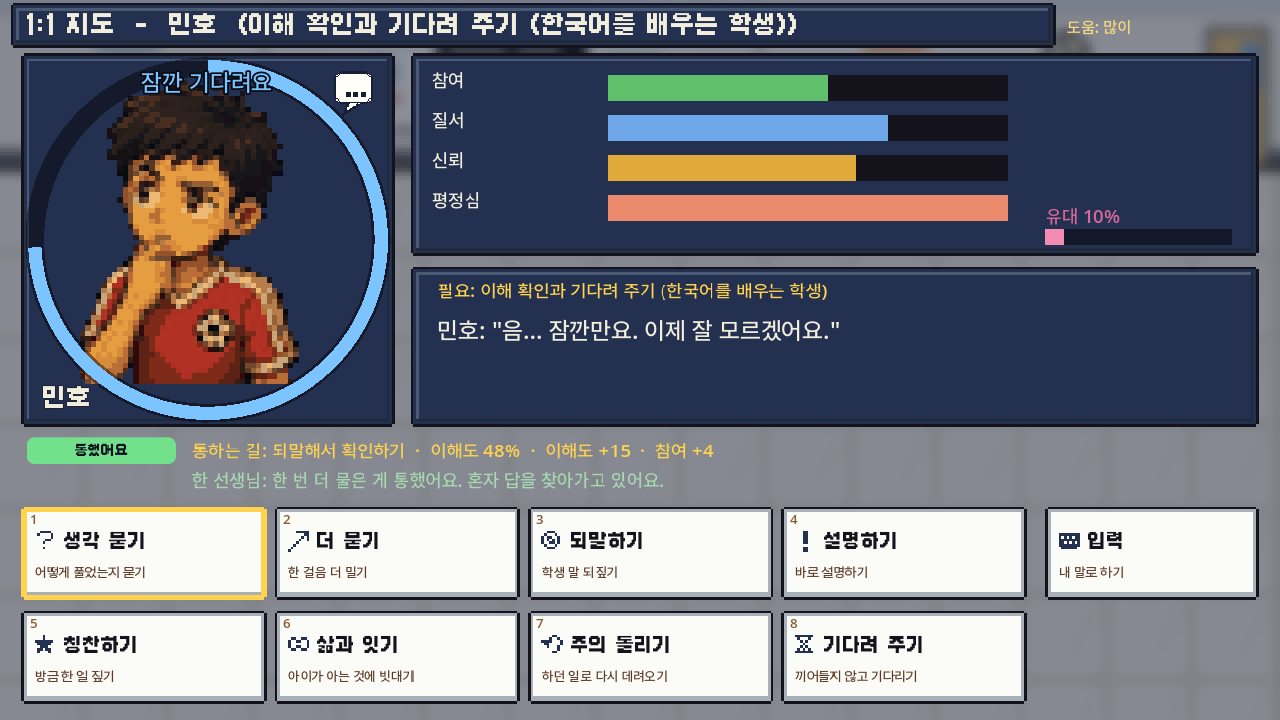 1:1 지도 - 민호 (이해 확인과 기다려 주기 (한국어를 배우는 학생))
도움: 많이
잠깐 기다려요
...
민호
참여
질서
신뢰
평정심
유대 10%
필요: 이해 확인과 기다려 주기 (한국어를 배우는 학생)
민호: "음... 잠깐만요. 이제 잘 모르겠어요."
통했어요
통하는 길: 되말해서 확인하기 · 이해도 48% · 이해도 +15 · 참여 +4
한 선생님: 한 번 더 물은 게 통했어요. 혼자 답을 찾아가고 있어요.
1
? 생각 묻기
어떻게 풀었는지 묻기
2
더 묻기
한 걸음 더 밀기
3
되말하기
학생 말 되짚기
4
! 설명하기
바로 설명하기
입력
내 말로 하기
5
칭찬하기
방금 한 일 짚기
6
삶과 잇기
아이가 아는 것에 빗대기
7
주의 돌리기
하던 일로 다시 데려오기
8
기다려 주기
끼어들지 않고 기다리기